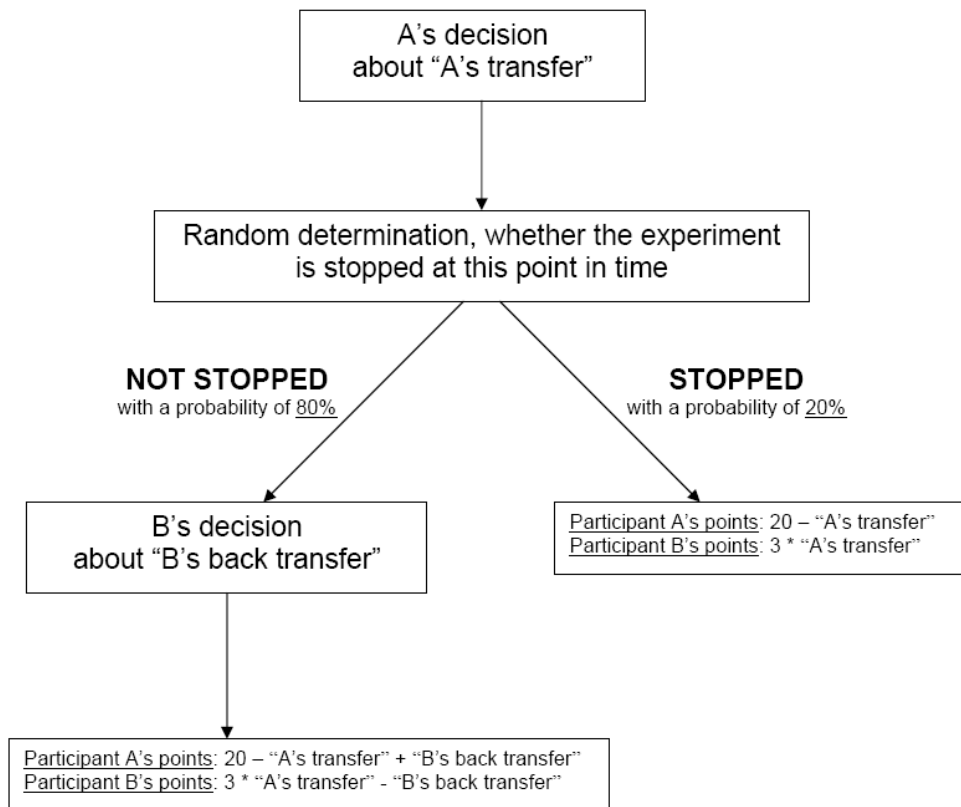 A’s decision
about “A’s transfer”
Random determination, whether the experiment
is stopped at this point in time
NOT STOPPED
with a probability of 80%
STOPPED
with a probability of 20%
B’s decision
about “B’s back transfer”
Participant A’s points: 20 – “A’s transfer”
Participant B’s points: 3 * “A’s transfer”
Participant A’s points: 20 – “A’s transfer” + “B’s back transfer”
Participant B’s points: 3 * “A’s transfer” - “B’s back transfer”